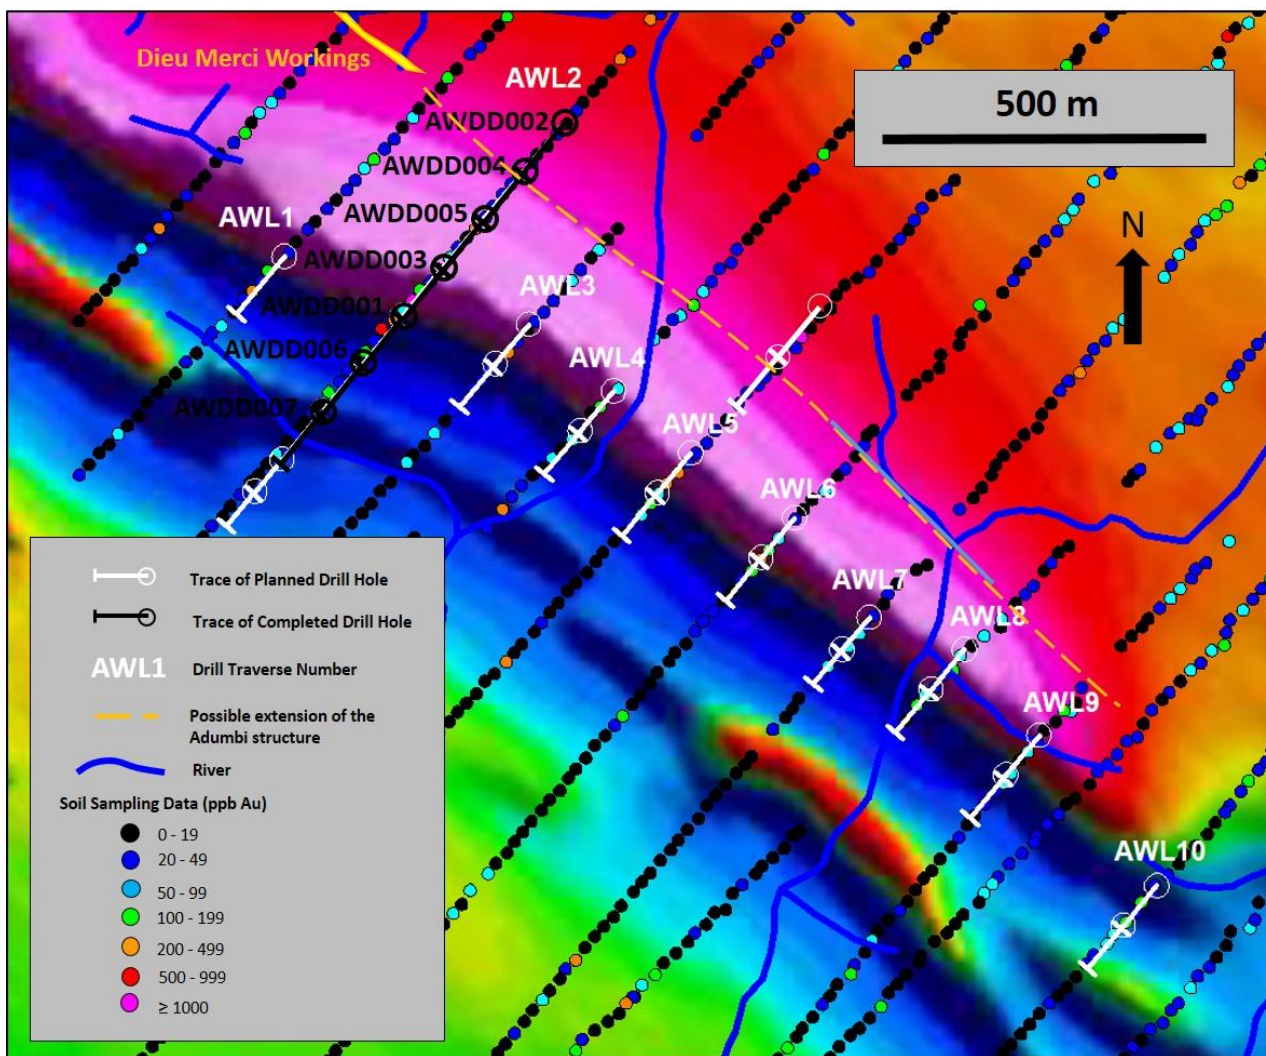 Dieu Merci Workings
AWL2
500 m
AWDD002
AWDD004
N
AWDD005
AWL1
AWDD003
AWL3
AWDD001
AWDD006
AWL4
AWDD007
AWL5
AWL6
AWL7
AWL8
AWL9
AWL10
Trace of Planned Drill Hole
Trace of Completed Drill Hole
AWL1 Drill Traverse Number
Possible extension of the
Adumbi structure
River
Soil Sampling Data (ppb Au)
0 - 19
20 - 49
50 - 99
100 - 199
200 - 499
500 - 999
≥ 1000